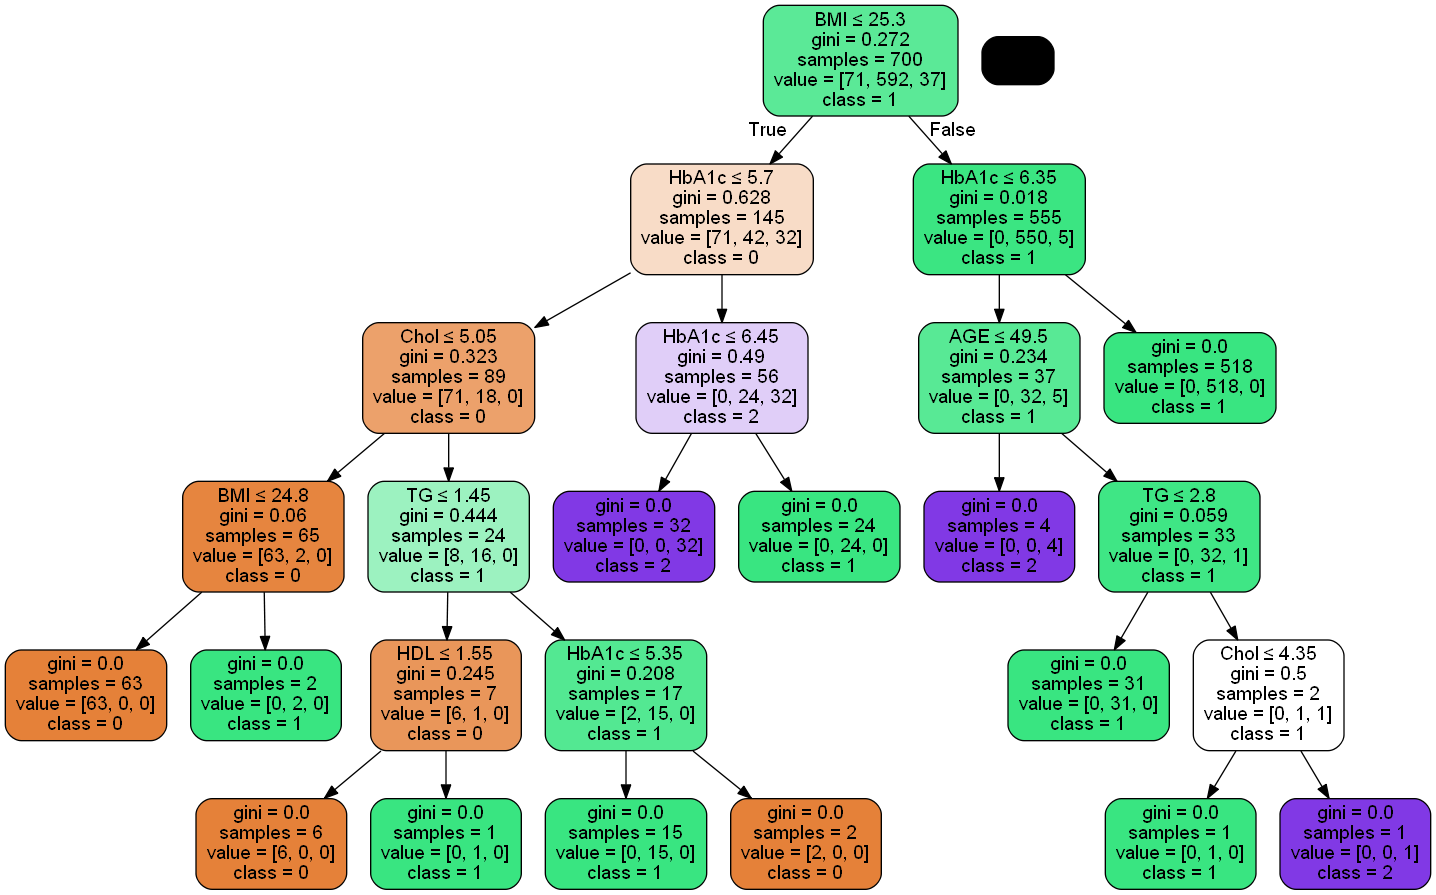 BMI ≤ 25.3
gini = 0.272
samples = 700
value = [71, 592, 37]
class = 1
True
False
HbA1c ≤ 5.7
gini = 0.628
samples = 145
value = [71, 42, 32]
class = 0
HbA1c ≤ 6.35
gini = 0.018
samples = 555
value = [0, 550, 5]
class = 1
Chol ≤ 5.05
gini = 0.323
samples = 89
value = [71, 18, 0]
class = 0
HbA1c ≤ 6.45
gini = 0.49
samples = 56
value = [0, 24, 32]
class = 2
AGE ≤ 49.5
gini = 0.234
samples = 37
value = [0, 32, 5]
class = 1
gini = 0.0
samples = 518
value = [0, 518, 0]
class = 1
BMI ≤ 24.8
gini = 0.06
samples = 65
value = [63, 2, 0]
class = 0
TG ≤ 1.45
gini = 0.444
samples = 24
value = [8, 16, 0]
class = 1
gini = 0.0
samples = 32
value = [0, 0, 32]
class = 2
gini = 0.0
samples = 24
value = [0, 24, 0]
class = 1
gini = 0.0
samples = 4
value = [0, 0, 4]
class = 2
TG ≤ 2.8
gini = 0.059
samples = 33
value = [0, 32, 1]
class = 1
gini = 0.0
samples = 63
value = [63, 0, 0]
class = 0
gini = 0.0
samples = 2
value = [0, 2, 0]
class = 1
HDL ≤ 1.55
gini = 0.245
samples = 7
value = [6, 1, 0]
class = 0
HbA1c ≤ 5.35
gini = 0.208
samples = 17
value = [2, 15, 0]
class = 1
gini = 0.0
samples = 31
value = [0, 31, 0]
class = 1
Chol ≤ 4.35
gini = 0.5
samples = 2
value = [0, 1, 1]
class = 1
gini = 0.0
samples = 6
value = [6, 0, 0]
class = 0
gini = 0.0
samples = 1
value = [0, 1, 0]
class = 1
gini = 0.0
samples = 15
value = [0, 15, 0]
class = 1
gini = 0.0
samples = 2
value = [2, 0, 0]
class = 0
gini = 0.0
samples = 1
value = [0, 1, 0]
class = 1
gini = 0.0
samples = 1
value = [0, 0, 1]
class = 2